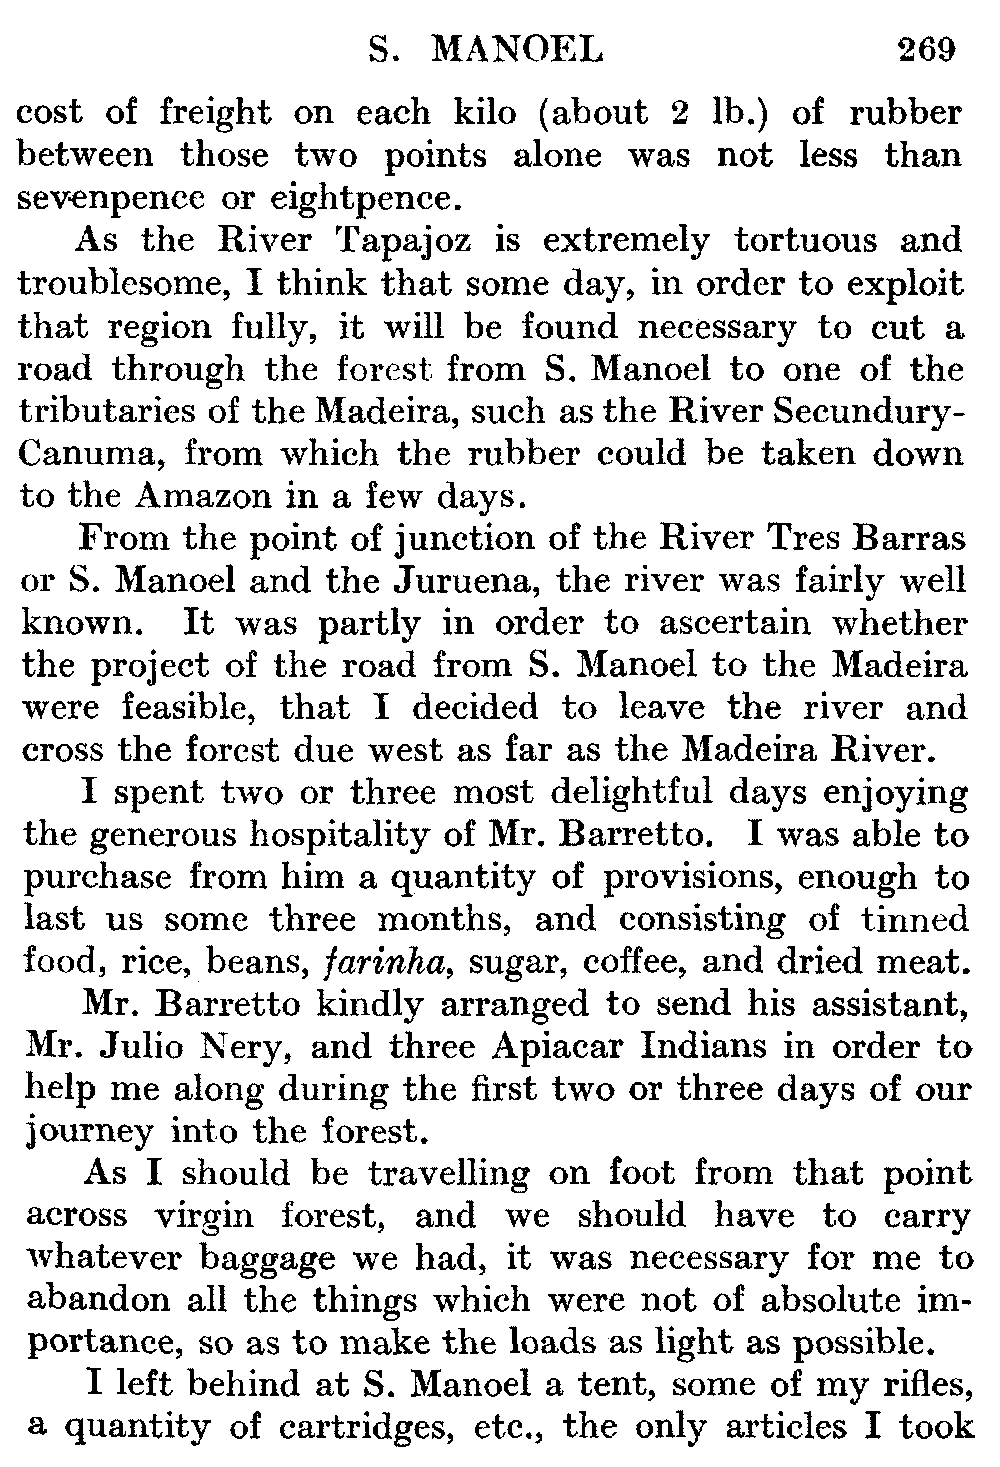 S. MANOEL 269
cost of freight on each kilo (about 2 lb.) of rubber
between those two points alone was not less than
sevenpence or eightpence.
As the River Tapajoz is extremely tortuous and
troublesome, I think that some day, in order to exploit
that region fully, it will be found necessary to cut a
road through the forest from S. Manoel to one of the
tributaries of the Madeira, such as the River Secundury-
Canuma, from which the rubber could be taken down
to the Amazon in a few days.
From the point of junction of the River Tres Barras
or S. Manoel and the Juruena, the river was fairly well
known. It was partly in order to ascertain whether
the project of the road from S. Manoel to the Madeira
were feasible, that I decided to leave the river and
cross the forest due west as far as the Madeira River.
I spent two or three most delightful days enjoying
the generous hospitality of Mr. Barretto. I was able to
purchase from him a quantity of provisions, enough to
last us some three months, and consisting of tinned
food, rice, beans, farinha, sugar, coffee, and dried meat.
Mr. Barretto kindly arranged to send his assistant,
Mr. Julio Nery, and three Apiacar Indians in order to
help me along during the first two or three days of our
journey into the forest.
As I should be travelling on foot from that point
across virgin forest, and we should have to carry
whatever baggage we had, it was necessary for me to
abandon all the things which were not of absolute im-
portance, so as to make the loads as light as possible.
I left behind at S. Manoel a tent, some of my rifles,
a quantity of cartridges, etc., the only articles I took